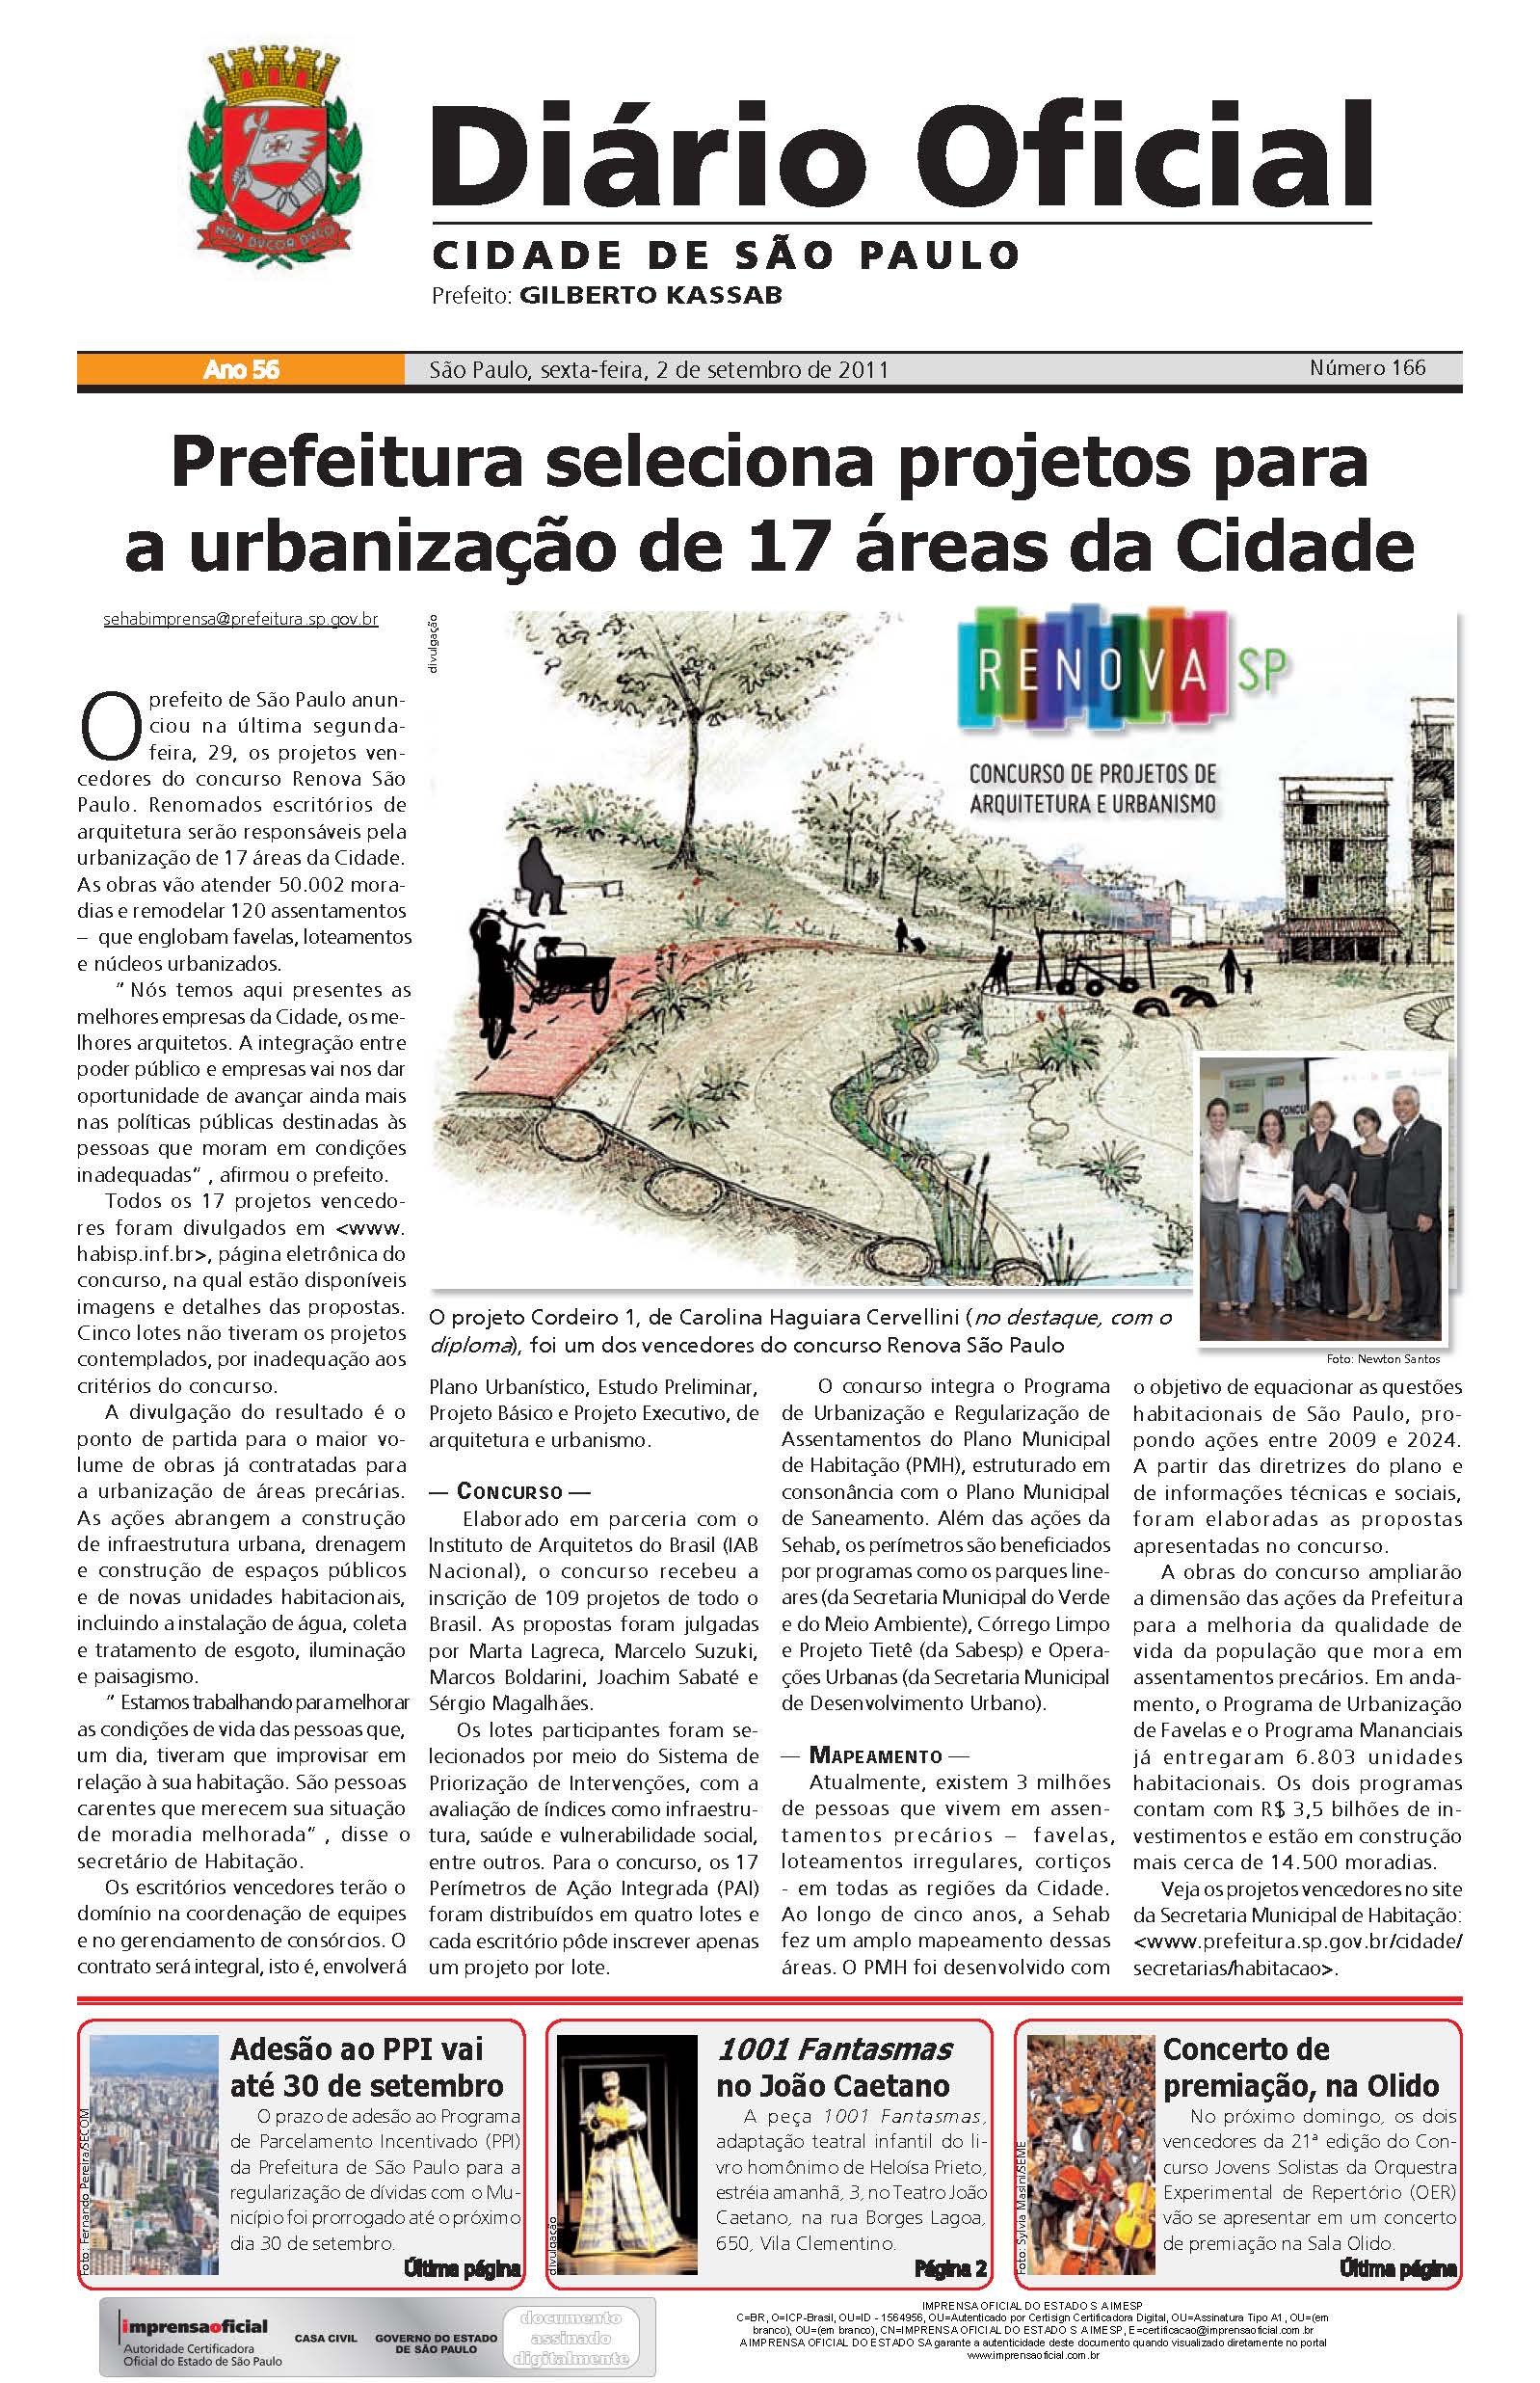 NON DVCOR DVCO
Diário Oficial
CIDADE DE SÃO PAULO
Prefeito: GILBERTO KASSAB
Ano 56
São Paulo, sexta-feira, 2 de setembro de 2011
Número 166
Prefeitura seleciona projetos para
a urbanização de 17 áreas da Cidade
sehabimprensa@prefeitura.sp.gov.br
O prefeito de São Paulo anun-
ciou na última segunda-
feira, 29, os projetos ven-
cedores do concurso Renova São
Paulo. Renomados escritórios de
arquitetura serão responsáveis pela
urbanização de 17 áreas da Cidade.
As obras vão atender 50.002 mora-
dias e remodelar 120 assentamentos
– que englobam favelas, loteamentos
e núcleos urbanizados.
“Nós temos aqui presentes as
melhores empresas da Cidade, os me-
lhores arquitetos. A integração entre
poder público e empresas vai nos dar
oportunidade de avançar ainda mais
nas políticas públicas destinadas às
pessoas que moram em condições
inadequadas”, afirmou o prefeito.
Todos os 17 projetos vencedo-
res foram divulgados em <www.
habisp.inf.br>, página eletrônica do
concurso, na qual estão disponíveis
imagens e detalhes das propostas.
Cinco lotes não tiveram os projetos
contemplados, por inadequação aos
critérios do concurso.
A divulgação do resultado é o
ponto de partida para o maior vo-
lume de obras já contratadas para
a urbanização de áreas precárias.
As ações abrangem a construção
de infraestrutura urbana, drenagem
e construção de espaços públicos
e de novas unidades habitacionais,
incluindo a instalação de água, coleta
e tratamento de esgoto, iluminação
e paisagismo.
“Estamos trabalhando para melhorar
as condições de vida das pessoas que,
um dia, tiveram que improvisar em
relação à sua habitação. São pessoas
carentes que merecem sua situação
de moradia melhorada”, disse o
secretário de Habitação.
Os escritórios vencedores terão o
domínio na coordenação de equipes
e no gerenciamento de consórcios. O
contrato será integral, isto é, envolverá
divulgação
RENOVA SP
CONCURSO DE PROJETOS DE
ARQUITETURA E URBANISMO
CONCU
O projeto Cordeiro 1, de Carolina Haguiara Cervellini (no destaque, com o
diploma), foi um dos vencedores do concurso Renova São Paulo
Foto: Newton Santos
Plano Urbanístico, Estudo Preliminar,
Projeto Básico e Projeto Executivo, de
arquitetura e urbanismo.
— CONCURSO —
Elaborado em parceria com o
Instituto de Arquitetos do Brasil (IAB
Nacional), o concurso recebeu a
inscrição de 109 projetos de todo o
Brasil. As propostas foram julgadas
por Marta Lagreca, Marcelo Suzuki,
Marcos Boldarini, Joachim Sabaté e
Sérgio Magalhães.
Os lotes participantes foram se-
lecionados por meio do Sistema de
Priorização de Intervenções, com a
avaliação de índices como infraestru-
tura, saúde e vulnerabilidade social,
entre outros. Para o concurso, os 17
Perímetros de Ação Integrada (PAI)
foram distribuídos em quatro lotes e
cada escritório pôde inscrever apenas
um projeto por lote.
O concurso integra o Programa
de Urbanização e Regularização de
Assentamentos do Plano Municipal
de Habitação (PMH), estruturado em
consonância com o Plano Municipal
de Saneamento. Além das ações da
Sehab, os perímetros são beneficiados
por programas como os parques line-
ares (da Secretaria Municipal do Verde
e do Meio Ambiente), Córrego Limpo
e Projeto Tietê (da Sabesp) e Opera-
ções Urbanas (da Secretaria Municipal
de Desenvolvimento Urbano).
— MAPEAMENTO —
Atualmente, existem 3 milhões
de pessoas que vivem em assen-
tamentos precários – favelas,
loteamentos irregulares, cortiços
- em todas as regiões da Cidade.
Ao longo de cinco anos, a Sehab
fez um amplo mapeamento dessas
áreas. O PMH foi desenvolvido com
o objetivo de equacionar as questões
habitacionais de São Paulo, pro-
pondo ações entre 2009 e 2024.
A partir das diretrizes do plano e
de informações técnicas e sociais,
foram elaboradas as propostas
apresentadas no concurso.
A obras do concurso ampliarão
a dimensão das ações da Prefeitura
para a melhoria da qualidade de
vida da população que mora em
assentamentos precários. Em anda-
mento, o Programa de Urbanização
de Favelas e o Programa Mananciais
já entregaram 6.803 unidades
habitacionais. Os dois programas
contam com R$ 3,5 bilhões de in-
vestimentos e estão em construção
mais cerca de 14.500 moradias.
Veja os projetos vencedores no site
da Secretaria Municipal de Habitação:
<www.prefeitura.sp.gov.br/cidade/
secretarias/habitacao>.
Foto: Fernando Pereira/SECOM
Adesão ao PPI vai
até 30 de setembro
O prazo de adesão ao Programa
de Parcelamento Incentivado (PPI)
da Prefeitura de São Paulo para a
regularização de dívidas com o Mu-
nicípio foi prorrogado até o próximo
dia 30 de setembro.
Última página
divulgação
1001 Fantasmas
no João Caetano
A peça 1001 Fantasmas,
adaptação teatral infantil do li-
vro homônimo de Heloísa Prieto,
estréia amanhã, 3, no Teatro João
Caetano, na rua Borges Lagoa,
650, Vila Clementino.
Página 2
Foto: Sylvia Masini/SEME
Concerto de
premiação, na Olido
No próximo domingo, os dois
vencedores da 21ª edição do Con-
curso Jovens Solistas da Orquestra
Experimental de Repertório (OER)
vão se apresentar em um concerto
de premiação na Sala Olido.
Última página
imprensaoficial
Autoridade Certificadora
Oficial do Estado de São Paulo
CASA CIVIL
GOVERNO DO ESTADO
DE SÃO PAULO
documento
assinado
digitalmente
IMPRENSA OFICIAL DO ESTADO S A IMESP
C=BR, O=ICP-Brasil, OU=ID - 1564956, OU=Autenticado por Certisign Certificadora Digital, OU=Assinatura Tipo A1, OU=(em
branco), OU=(em branco), CN=IMPRENSA OFICIAL DO ESTADO S A IMESP, E=certificacao@imprensaoficial.com.br
A IMPRENSA OFICIAL DO ESTADO SA garante a autenticidade deste documento quando visualizado diretamente no portal
www.imprensaoficial.com.br